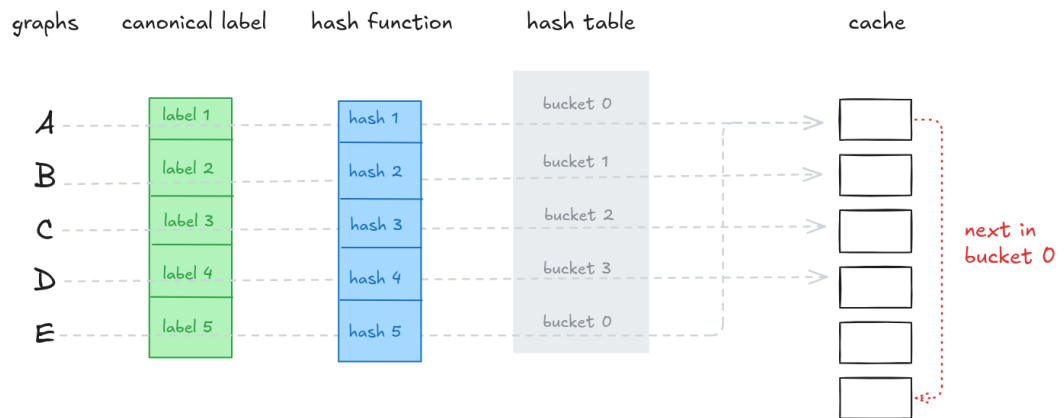 graphs canonical label hash function hash table cache
A label 1 hash 1 bucket 0
B label 2 hash 2 bucket 1
C label 3 hash 3 bucket 2
D label 4 hash 4 bucket 3
E label 5 hash 5 bucket 0
next in
bucket 0